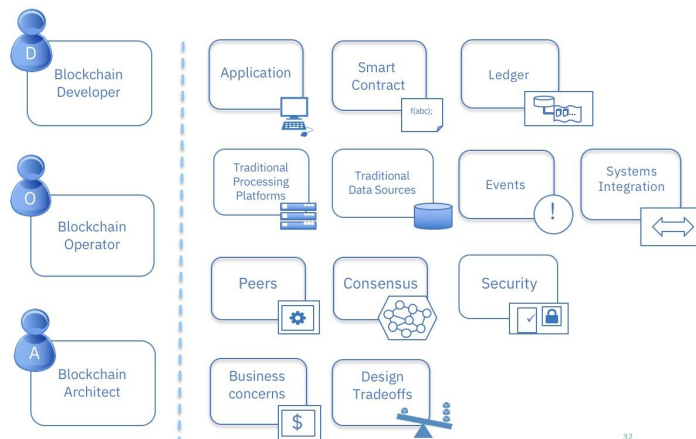 D
Blockchain
Developer
Application
Smart
Contract
f(abc);
Ledger
O
Blockchain
Operator
Traditional
Processing
Platforms
Traditional
Data Sources
Events
!
Systems
Integration
Peers
Consensus
Security
A
Blockchain
Architect
Business
concerns
$
Design
Tradeoffs
32